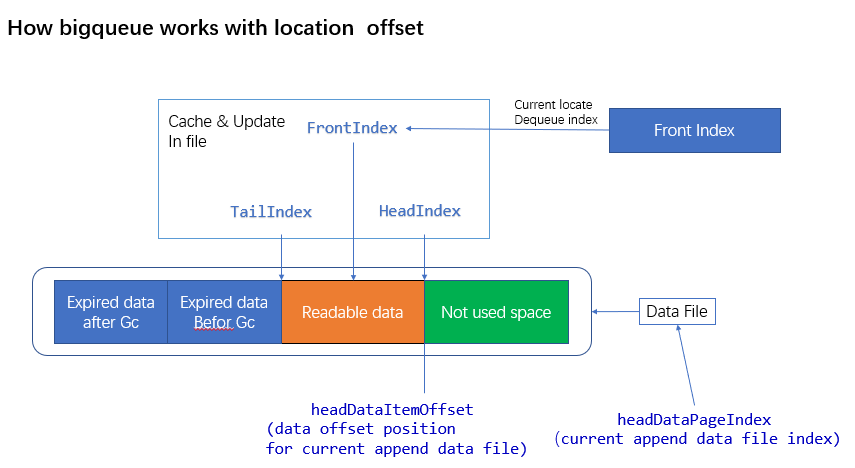 How bigqueue works with location offset
Cache & Update
In file
FrontIndex
Current locate
Dequeue index
Front Index
TailIndex
HeadIndex
Expired data
after Gc
Expired data
Befor Gc
Readable data
Not used space
Data File
headDataItemOffset
(data offset position
for current append data file)
headDataPageIndex
(current append data file index)